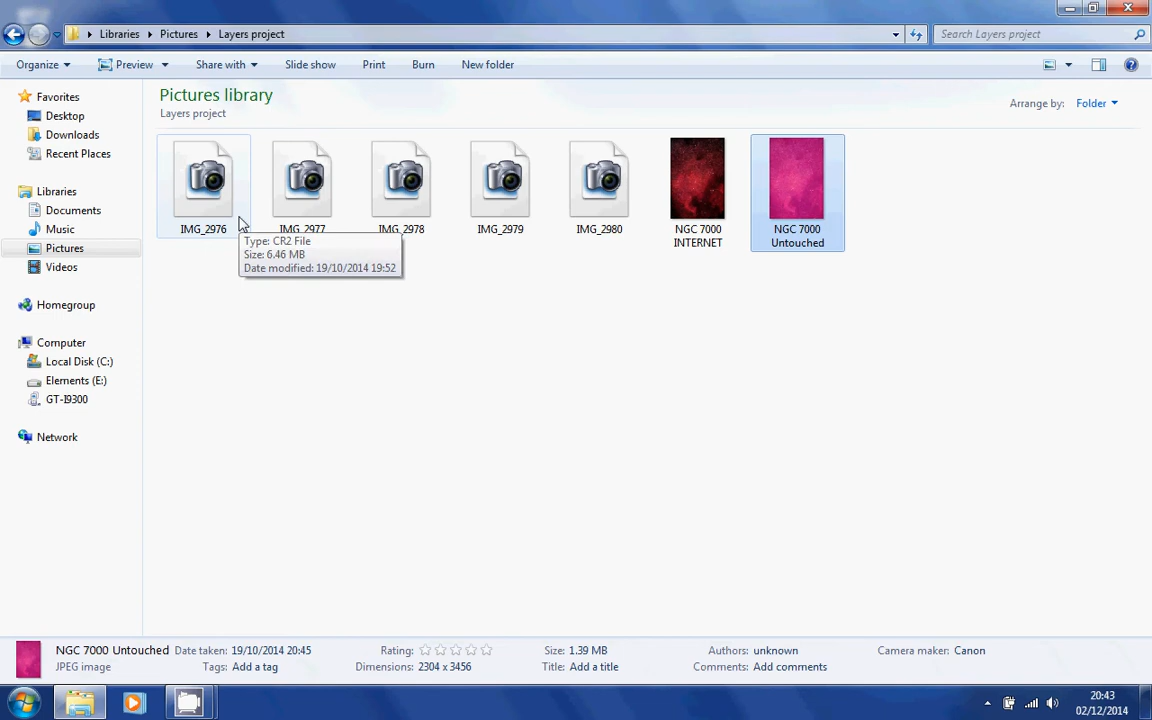 Libraries Pictures Layers project
Search Layers project
Organize Preview Share with Slide show Print Burn New folder
Favorites
Desktop
Downloads
Recent Places
Libraries
Documents
Music
Pictures
Videos
Homegroup
Computer
Local Disk (C:)
Elements (E:)
GT-I9300
Network
Pictures library
Layers project
Arrange by: Folder
IMG_2976
IMG_2977
IMG_2978
IMG_2979
IMG_2980
NGC 7000
INTERNET
NGC 7000
Untouched
Type: CR2 File
Size: 6.46 MB
Date modified: 19/10/2014 19:52
NGC 7000 Untouched Date taken: 19/10/2014 20:45 Rating: Size: 1.39 MB Authors: unknown Camera maker: Canon
JPEG image Tags: Add a tag Dimensions: 2304 x 3456 Title: Add a title Comments: Add comments
20:43
02/12/2014